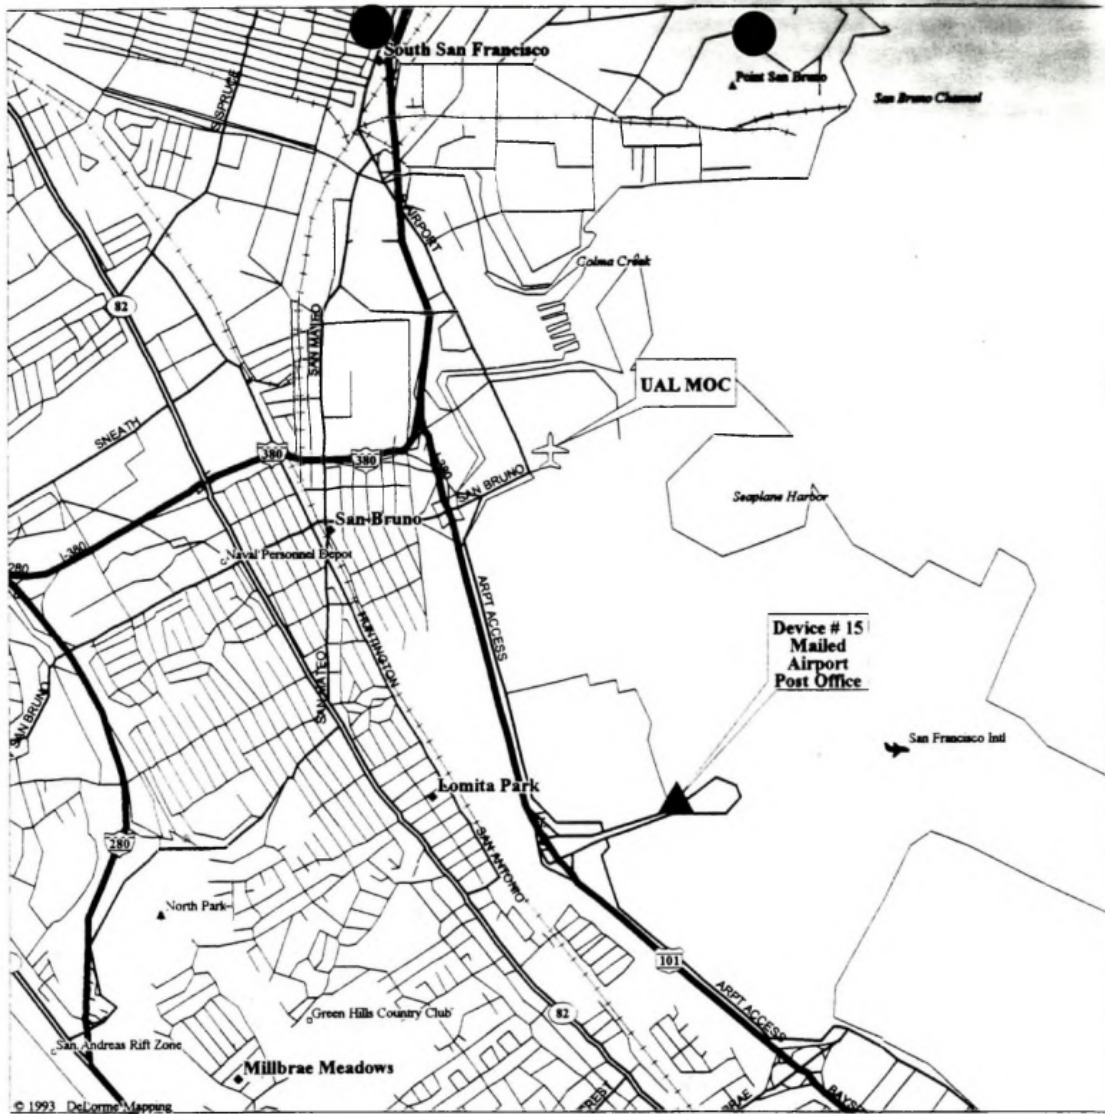 South San Francisco
Point San Bruno
San Bruno Channel
S SPRUCE
AIRPORT
Colma Creek
82
SAN MATEO
UAL MOC
SNEATH
380
380
I-380
SAN BRUNO
Seaplane Harbor
San Bruno
I-380
280
Naval Personnel Depot
ARPT ACCESS
HUNTINGTON
Device # 15
Mailed
Airport
Post Office
SAN MATEO
SAN BRUNO
San Francisco Intl
Lomita Park
280
SAN ANTONIO
North Park
101
ARPT ACCESS
Green Hills Country Club
82
San Andreas Rift Zone
Millbrae Meadows
© 1993 DeLorme Mapping